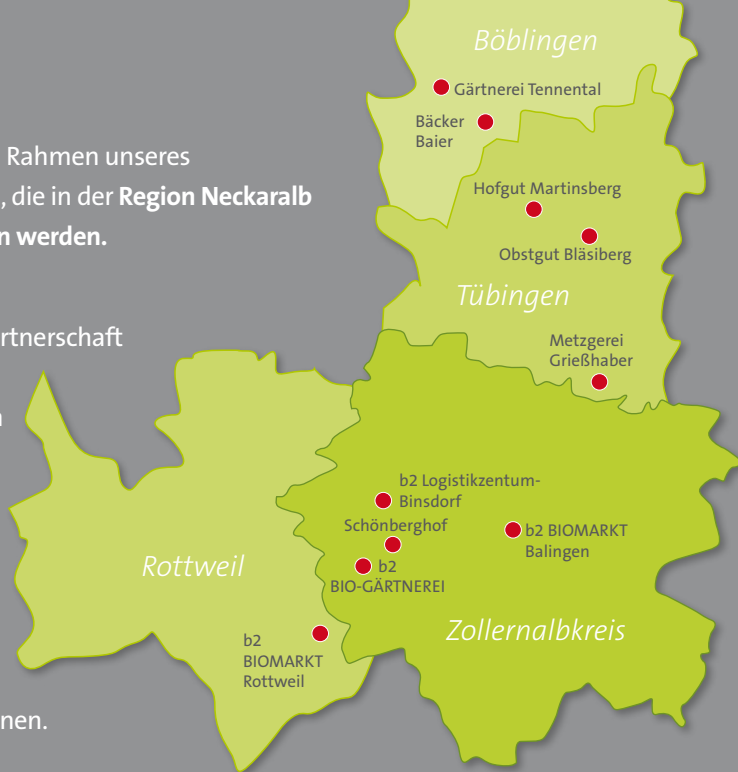 Rahmen unseres
, die in der Region Neckaralb
werden.
rtnerschaft
nen.
Böblingen
Gärtnerei Tennental
Bäcker
Baier
Hofgut Martinsberg
Obstgut Bläsiberg
Tübingen
Metzgerei
Grießhaber
b2 Logistikzentum-
Binsdorf
Schönberghof
b2 BIOMARKT
Balingen
b2
BIO-GÄRTNEREI
Rottweil
Zollernalbkreis
b2
BIOMARKT
Rottweil